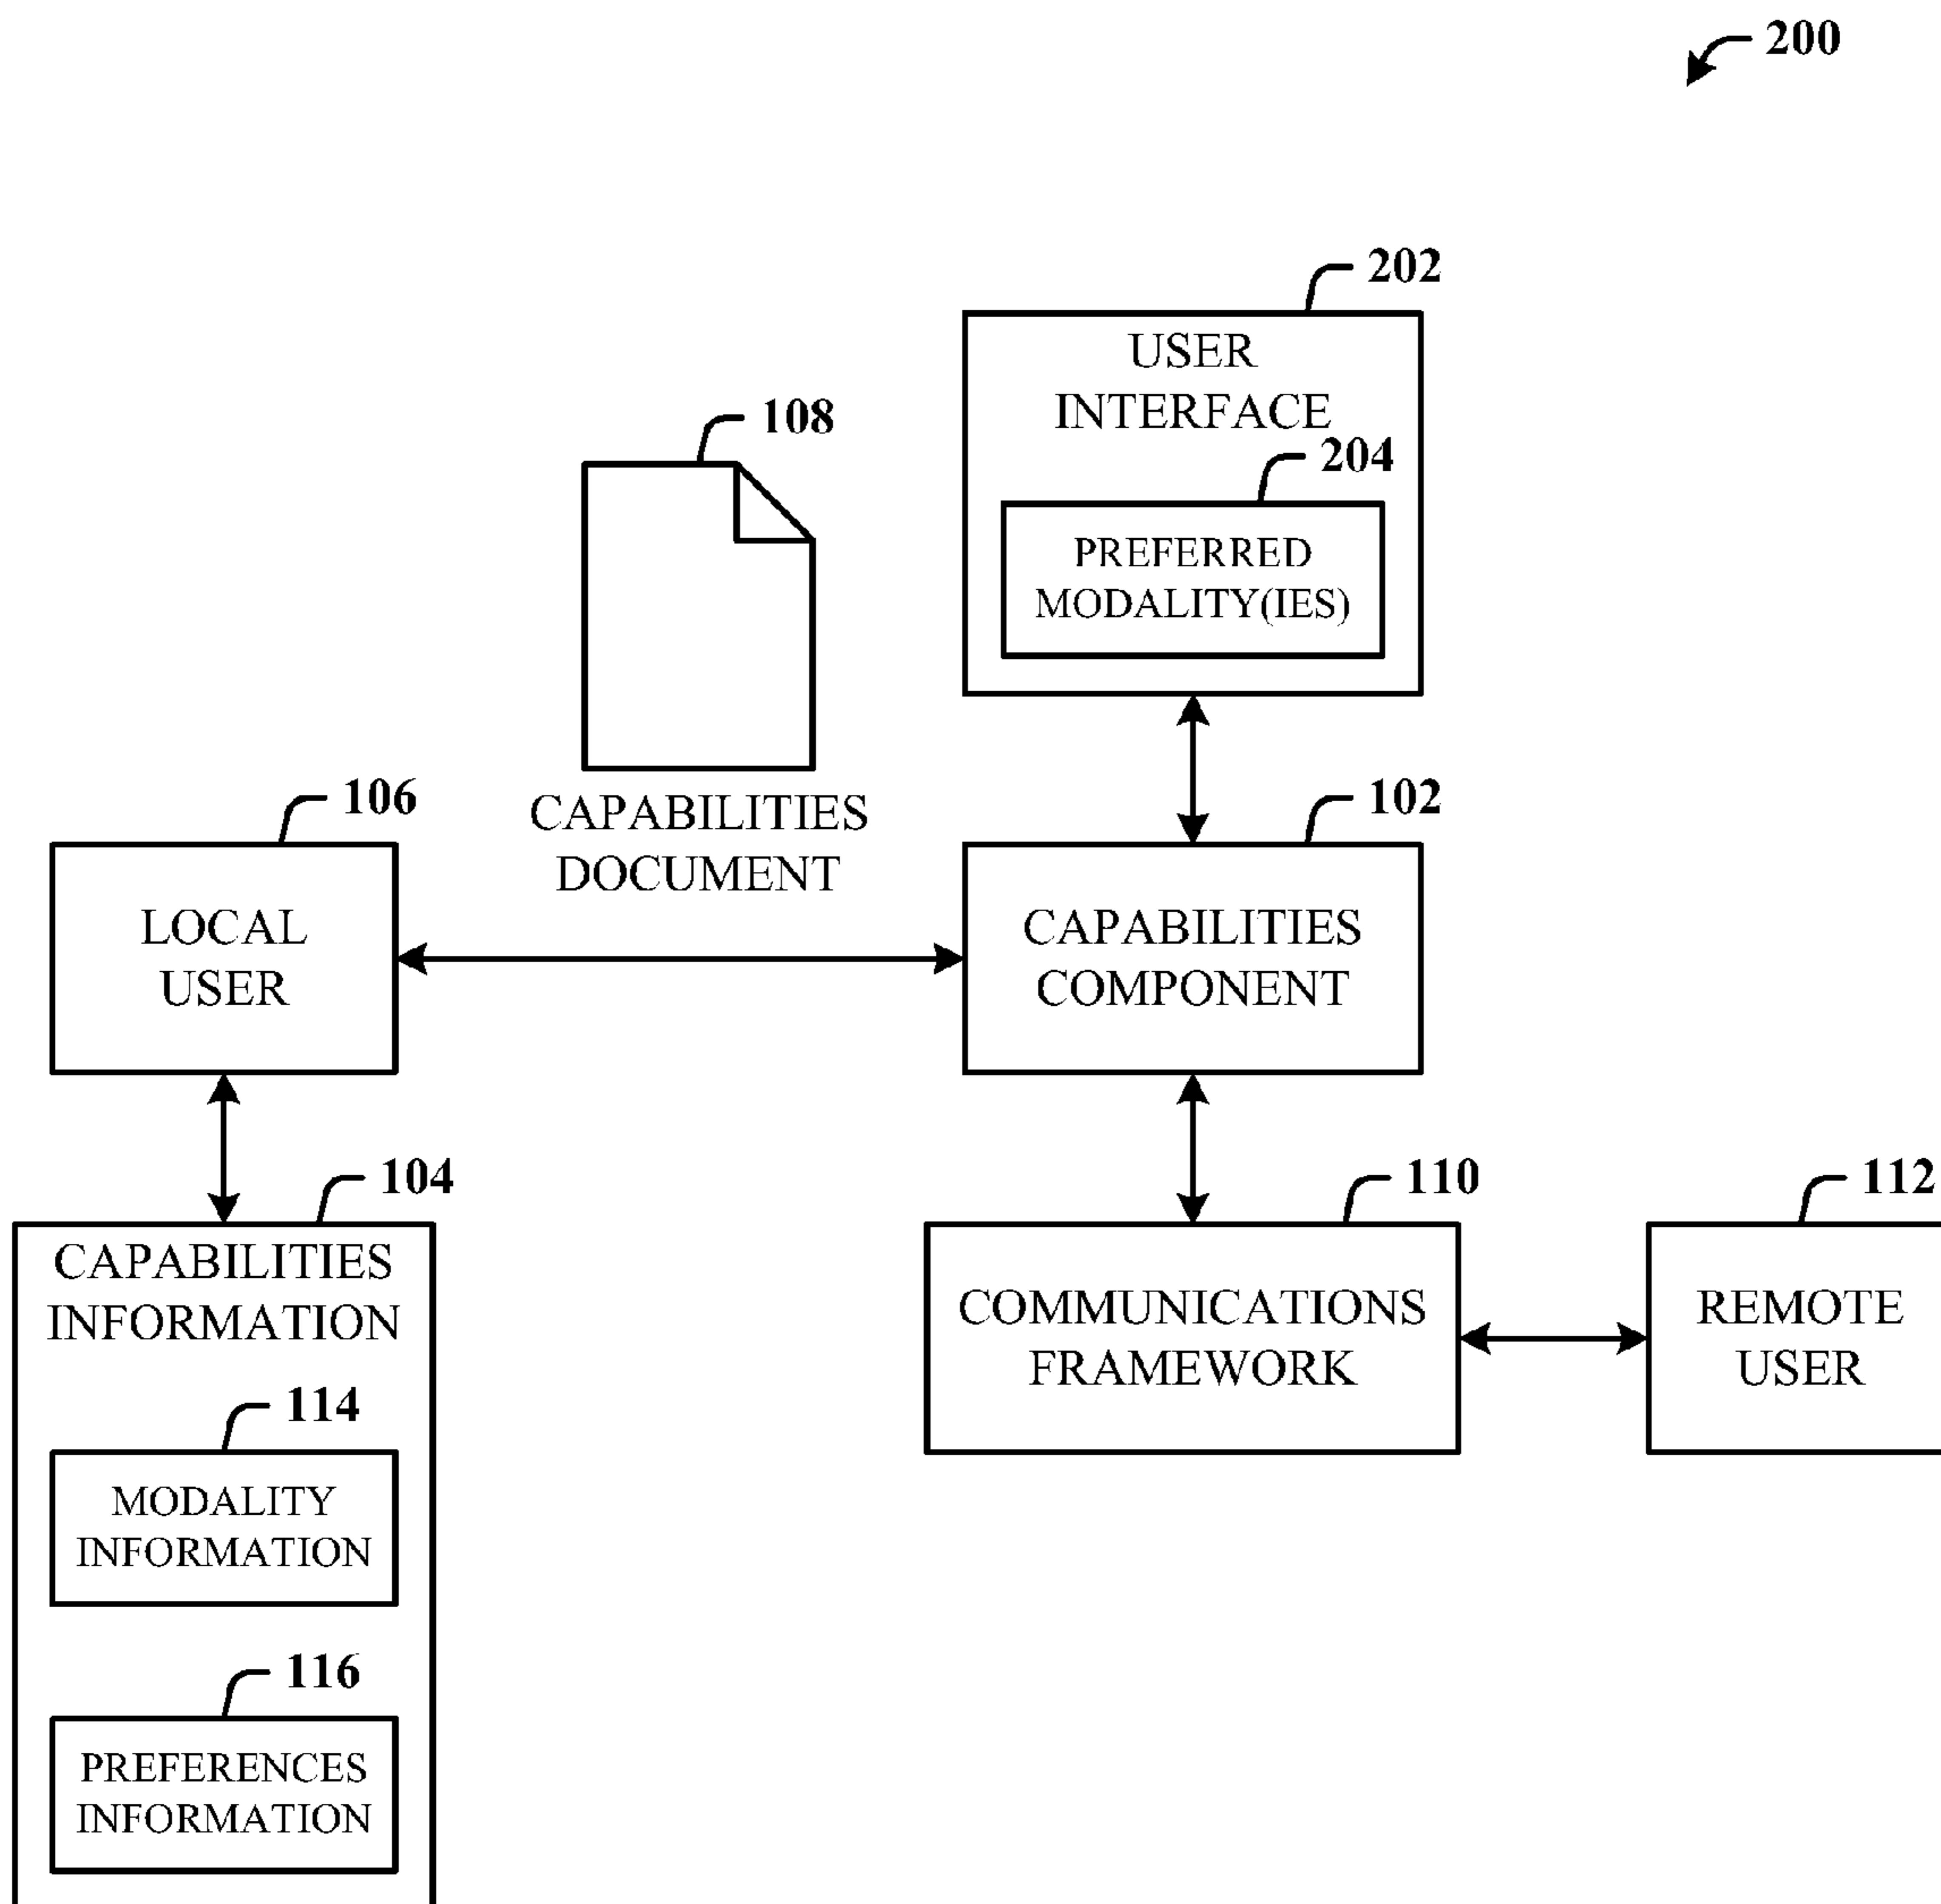 200
202
USER
INTERFACE
204
PREFERRED
MODALITY(IES)
108
CAPABILITIES
DOCUMENT
106
LOCAL
USER
102
CAPABILITIES
COMPONENT
104
CAPABILITIES
INFORMATION
114
MODALITY
INFORMATION
116
PREFERENCES
INFORMATION
110
COMMUNICATIONS
FRAMEWORK
112
REMOTE
USER